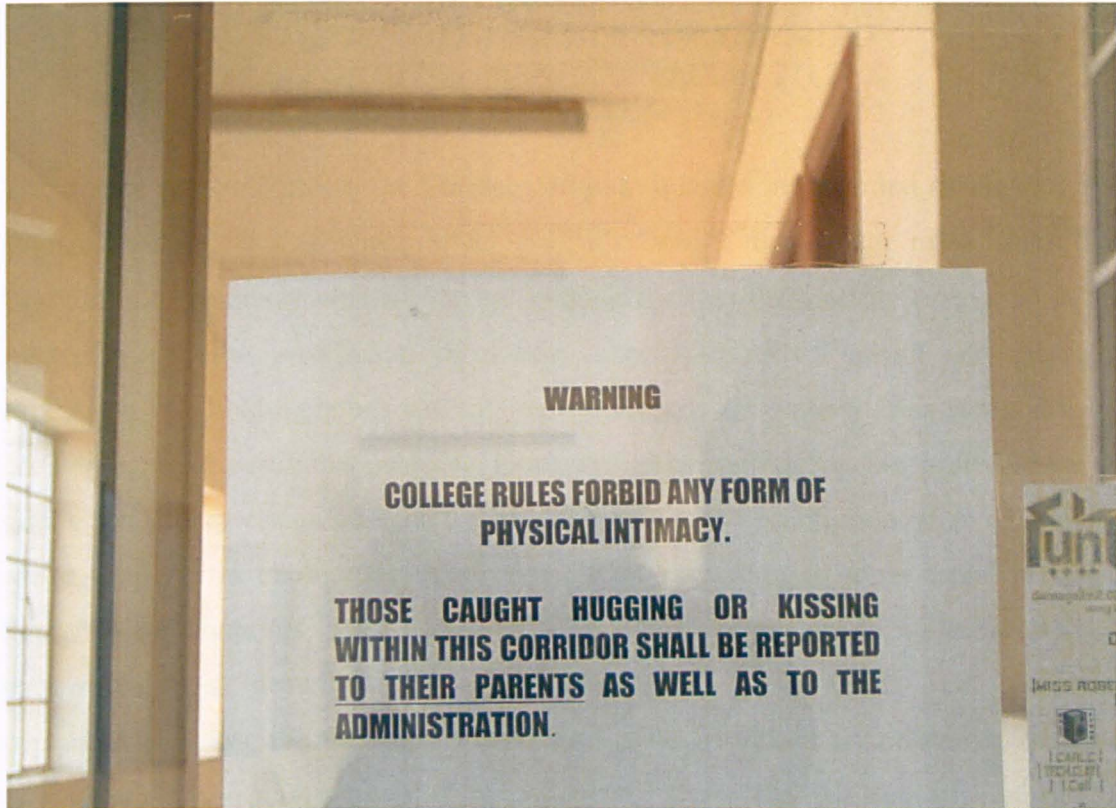 WARNING
COLLEGE RULES FORBID ANY FORM OF
PHYSICAL INTIMACY.
THOSE CAUGHT HUGGING OR KISSING
WITHIN THIS CORRIDOR SHALL BE REPORTED
TO THEIR PARENTS AS WELL AS TO THE
ADMINISTRATION.